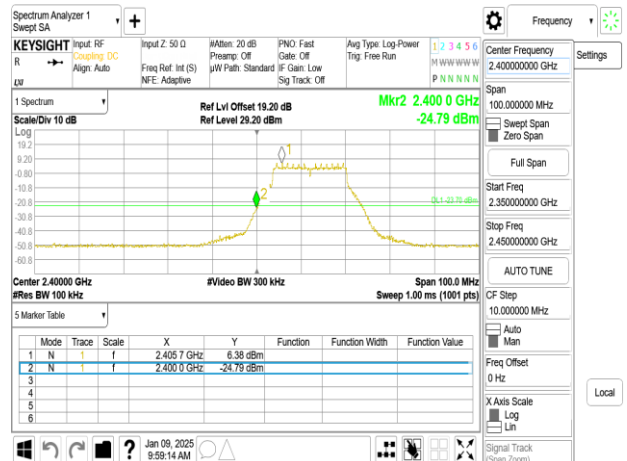 Spectrum Analyzer 1
Swept SA
+
Frequency
KEYSIGHT
R
Input: RF
Coupling: DC
Align: Auto
Input Z: 50 Ω
Freq Ref: Int (S)
NFE: Adaptive
#Atten: 20 dB
Preamp: Off
µW Path: Standard
PNO: Fast
Gate: Off
IF Gain: Low
Sig Track: Off
Avg Type: Log-Power
Trig: Free Run
1 2 3 4 5 6
M W W W W W
P N N N N N
1 Spectrum
Scale/Div 10 dB
Ref Lvl Offset 19.20 dB
Ref Level 29.20 dBm
Mkr2 2.400 0 GHz
-24.79 dBm
Log
19.2
9.20
-0.80
-10.8
-20.8
-30.8
-40.8
-50.8
-60.8
1
2
Center 2.40000 GHz
#Res BW 100 kHz
#Video BW 300 kHz
Span 100.0 MHz
Sweep 1.00 ms (1001 pts)
5 Marker Table
Mode Trace Scale X Y Function Function Width Function Value
1 N 1 f 2.405 7 GHz 6.38 dBm
2 N 1 f 2.400 0 GHz -24.79 dBm
3
4
5
6
?
Jan 09, 2025
9:59:14 AM
Center Frequency
2.400000000 GHz
Span
100.000000 MHz
Swept Span
Zero Span
Full Span
Start Freq
2.350000000 GHz
Stop Freq
2.450000000 GHz
AUTO TUNE
CF Step
10.000000 MHz
Auto
Man
Freq Offset
0 Hz
X Axis Scale
Log
Lin
Signal Track
(Span Zoom)
Settings
Local